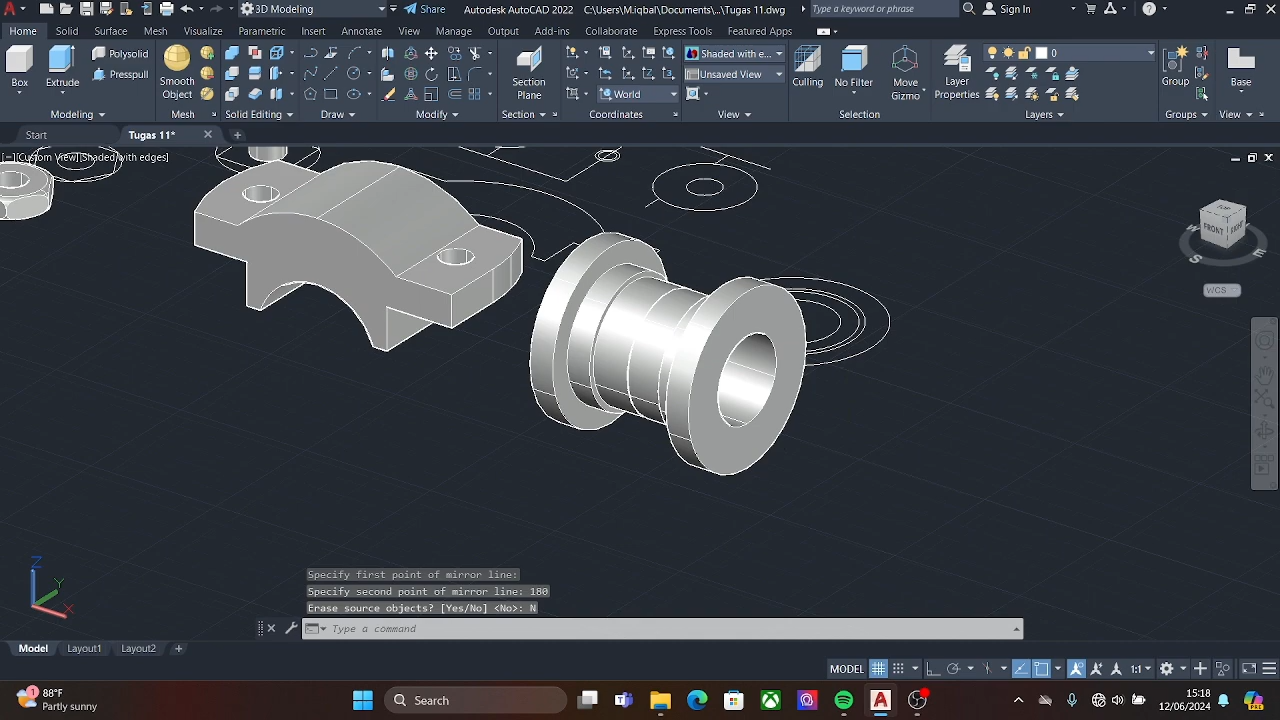 3D Modeling Share Autodesk AutoCAD 2022 C:\Users\M.iqbal\Documents\...\Tugas 11.dwg Type a keyword or phrase Sign In
Home Solid Surface Mesh Visualize Parametric Insert Annotate View Manage Output Add-ins Collaborate Express Tools Featured Apps
Polysolid
Presspull
Box
Extrude
Smooth
Object
Section
Plane
World
Shaded with e...
Unsaved View
Culling
No Filter
Move
Gizmo
Layer
Properties
0
Group
Base
Modeling Mesh Solid Editing Draw Modify Section Coordinates View Selection Layers Groups View
Start Tugas 11*
[−][Custom View][Shaded with edges]
TOP
FRONT
S E
WCS
Z
Y
X
Specify first point of mirror line:
Specify second point of mirror line: 180
Erase source objects? [Yes/No] <No>: N
Type a command
Model Layout1 Layout2
MODEL 1:1
1
88°F
Partly sunny
Search
15:18
12/06/2024